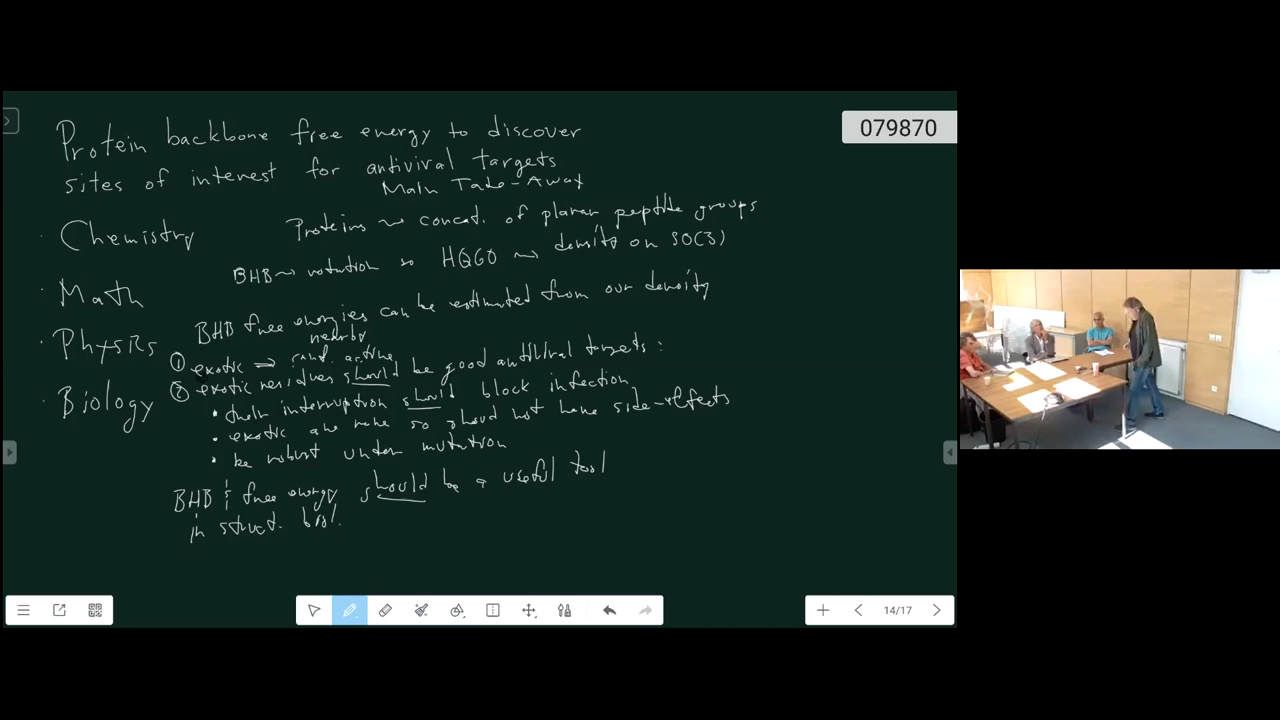 Protein backbone free energy to discover
sites of interest for antiviral targets
Main Take-Away
079870
· Chemistry
Proteins ~> concat. of planar peptide groups
BHB ~> rotation so HQGO ~> density on SO(3)
· Math
BHB free energies can be estimated from our density
· Physics
nearby
① exotic ⇒ cand. active
② exotic residues should be good antiviral targets:
· Biology
• their interruption should block infection
• exotic are rare so should not have side-effects
• be robust under mutation
BHB & free energy should be a useful tool
in struct. biol.
14/17